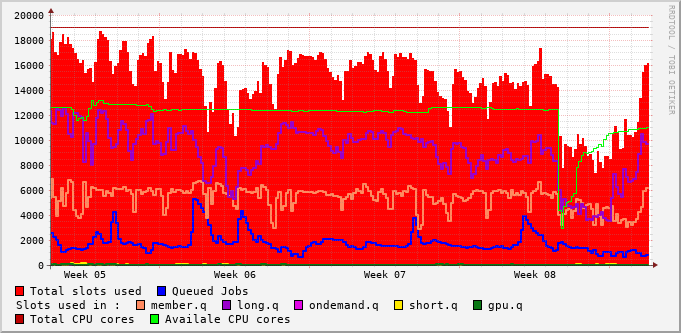 20000
18000
16000
14000
12000
10000
8000
6000
4000
2000
0
Week 05 Week 06 Week 07 Week 08
Total slots used Queued Jobs
Slots used in : member.q long.q ondemand.q short.q gpu.q
Total CPU cores Availale CPU cores
RRDTOOL / TOBI OETIKER